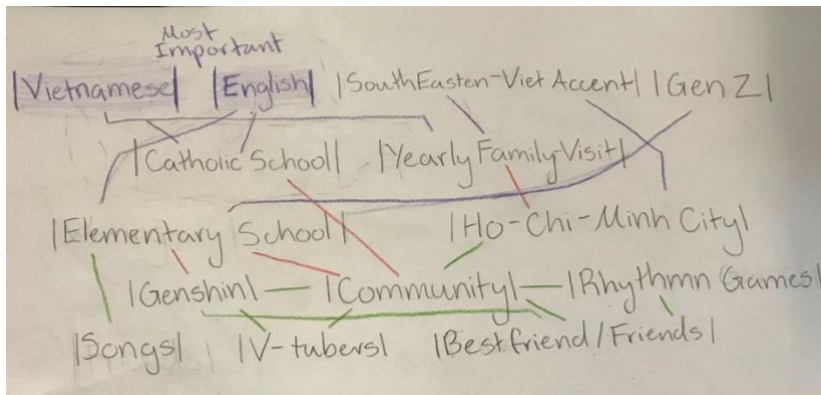 Most
Important
|Vietnamese| |English| |SouthEasten-Viet Accent| |Gen Z|
|Catholic School| |Yearly Family Visit|
|Elementary School| |Ho-Chi-Minh City|
|Genshin| |Community| |Rhythmn Games|
|Songs| |V-tubers| |Best friend/Friends|